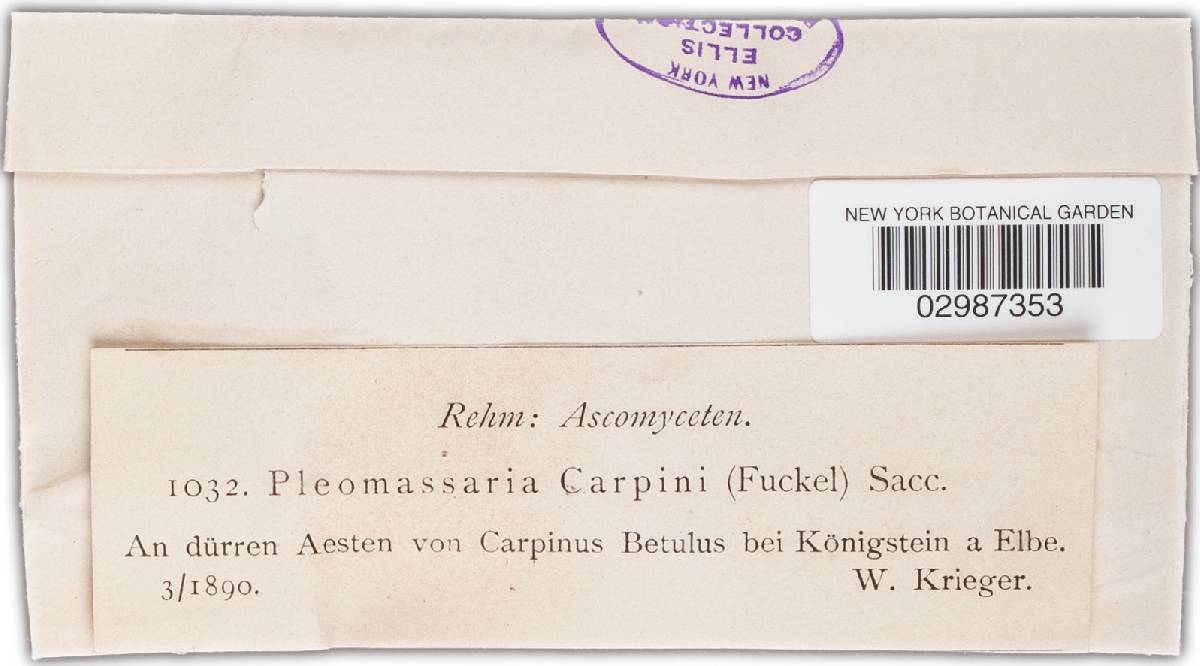 COLLECTION
ELLIS
NEW YORK
NEW YORK BOTANICAL GARDEN
02987353
Rehm: Ascomyceten.
1032. Pleomassaria Carpini (Fuckel) Sacc.
An dürren Aesten von Carpinus Betulus bei Königstein a Elbe.
3/1890.
W. Krieger.